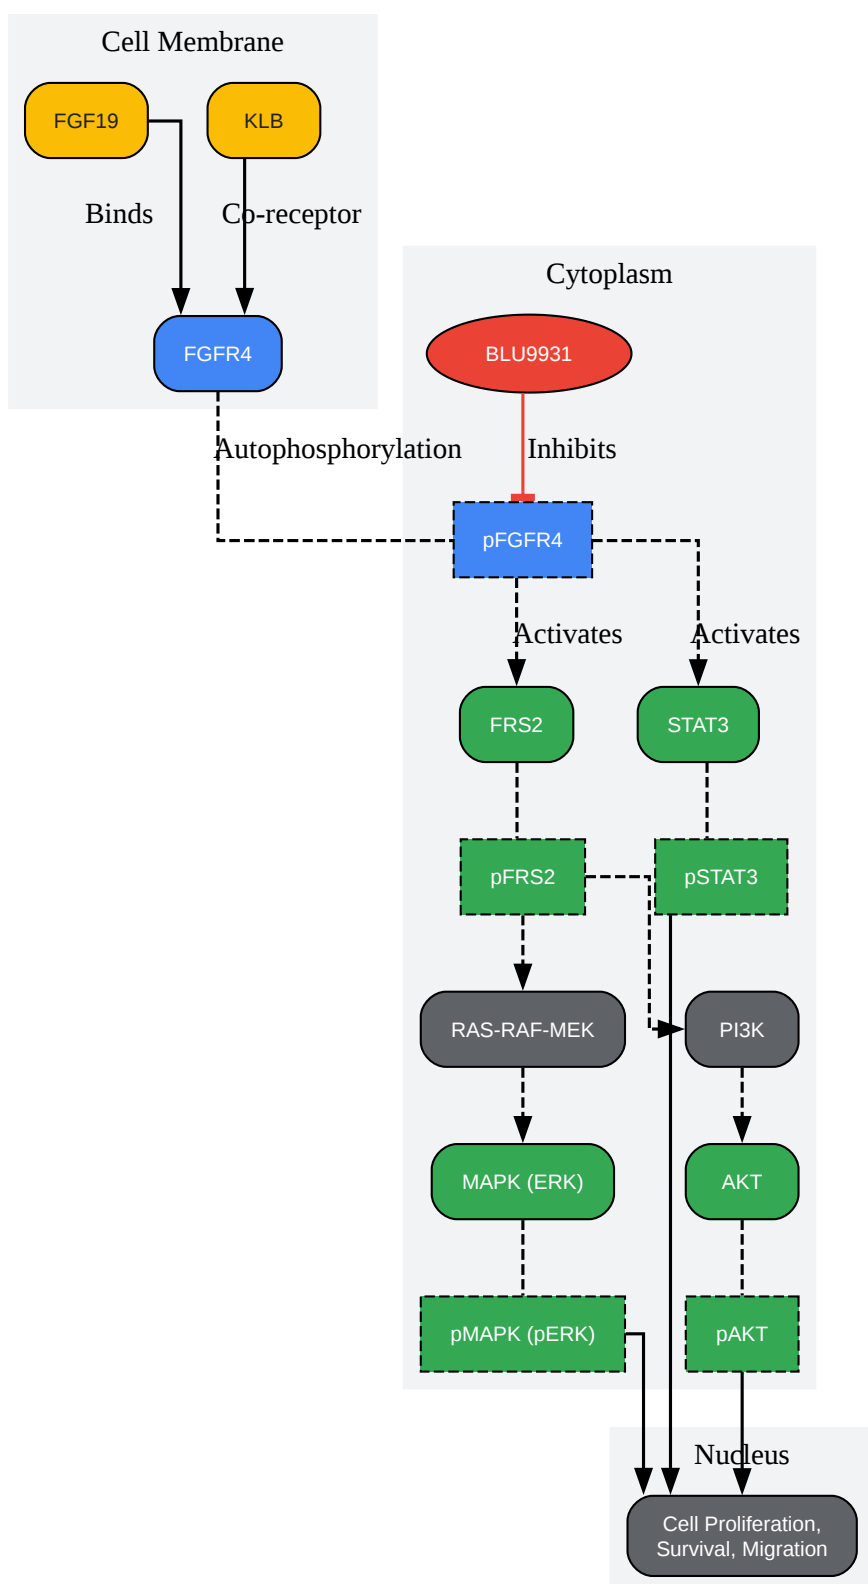 Cell Membrane
FGF19
KLB
Binds
Co-receptor
FGFR4
Cytoplasm
BLU9931
Autophosphorylation
Inhibits
pFGFR4
Activates
Activates
FRS2
STAT3
pFRS2
pSTAT3
RAS-RAF-MEK
PI3K
MAPK (ERK)
AKT
pMAPK (pERK)
pAKT
Nucleus
Cell Proliferation,
Survival, Migration